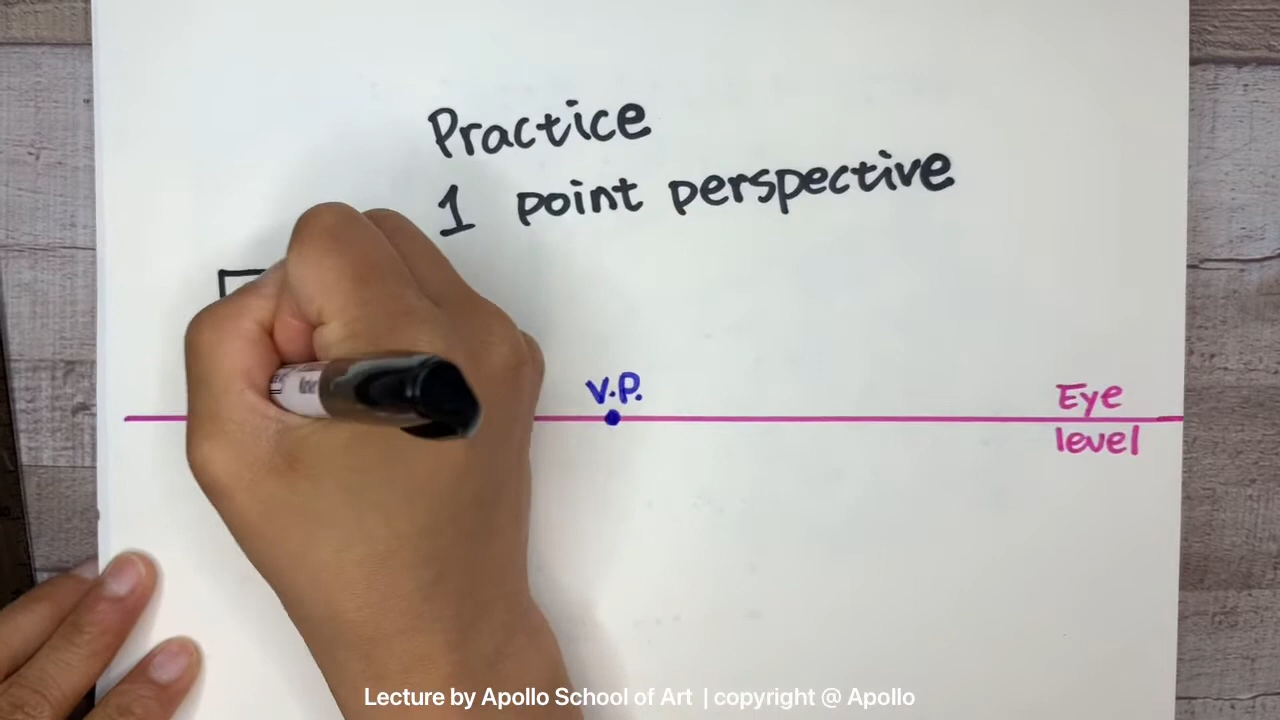 Practice
1 point perspective
V.P.
Eye
level
Lecture by Apollo School of Art | copyright @ Apollo